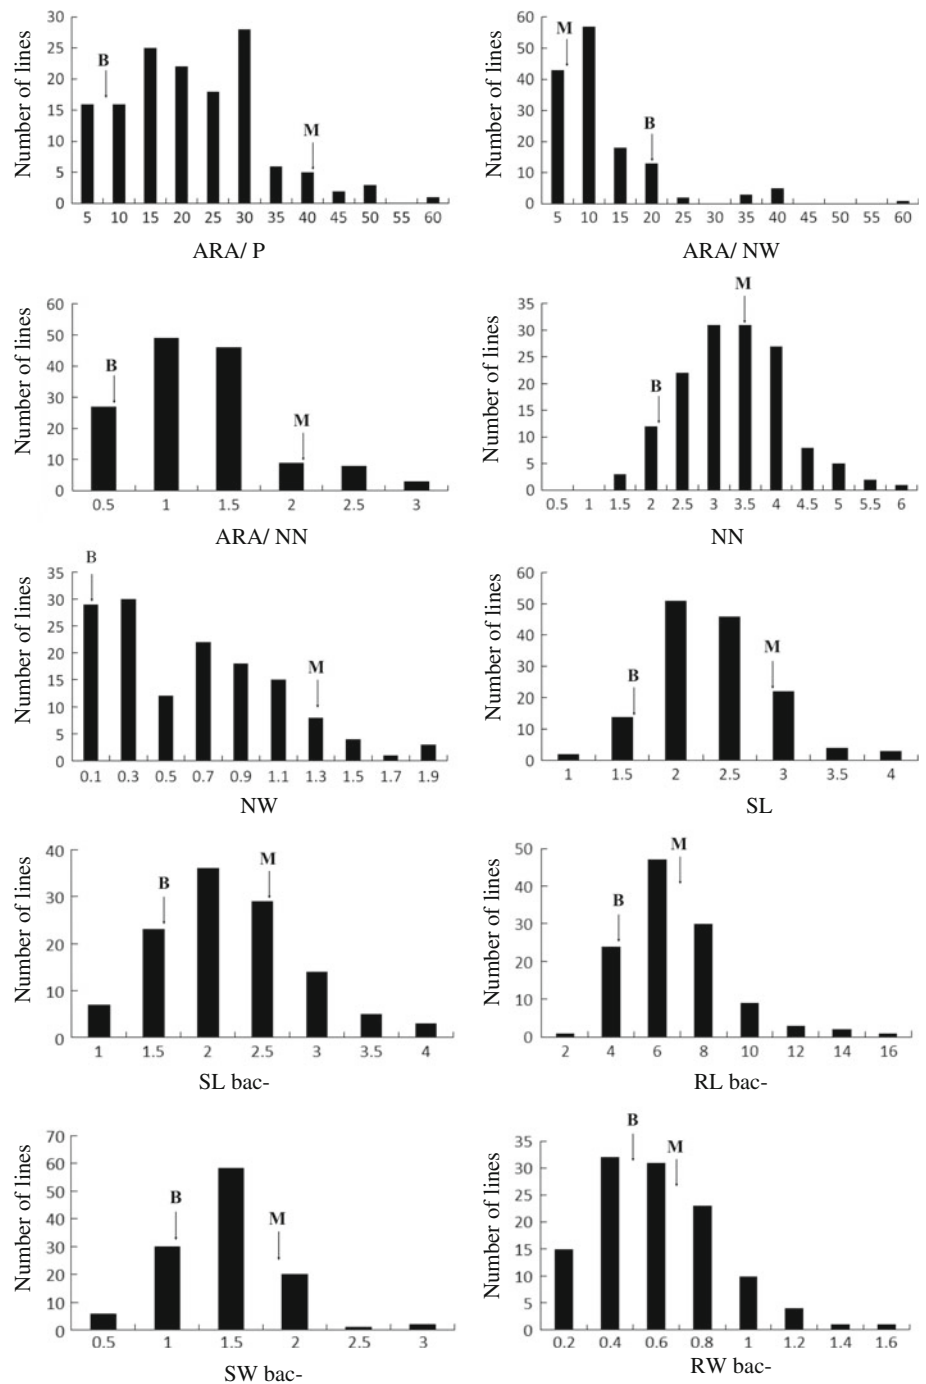 30
25
20
15
10
5
0
Number of lines
B
M
5 10 15 20 25 30 35 40 45 50 55 60
ARA/ P
60
50
40
30
20
10
0
Number of lines
M
B
5 10 15 20 25 30 35 40 45 50 55 60
ARA/ NW
60
50
40
30
20
10
0
Number of lines
B
M
0.5 1 1.5 2 2.5 3
ARA/ NN
35
30
25
20
15
10
5
0
Number of lines
B
M
0.5 1 1.5 2 2.5 3 3.5 4 4.5 5 5.5 6
NN
35
30
25
20
15
10
5
0
Number of lines
B
M
0.1 0.3 0.5 0.7 0.9 1.1 1.3 1.5 1.7 1.9
NW
60
50
40
30
20
10
0
Number of lines
B
M
1 1.5 2 2.5 3 3.5 4
SL
40
30
20
10
0
Number of lines
B
M
1 1.5 2 2.5 3 3.5 4
SL bac-
50
40
30
20
10
0
Number of lines
B
M
2 4 6 8 10 12 14 16
RL bac-
70
60
50
40
30
20
10
0
Number of lines
B
M
0.5 1 1.5 2 2.5 3
SW bac-
35
30
25
20
15
10
5
0
Number of lines
B
M
0.2 0.4 0.6 0.8 1 1.2 1.4 1.6
RW bac-